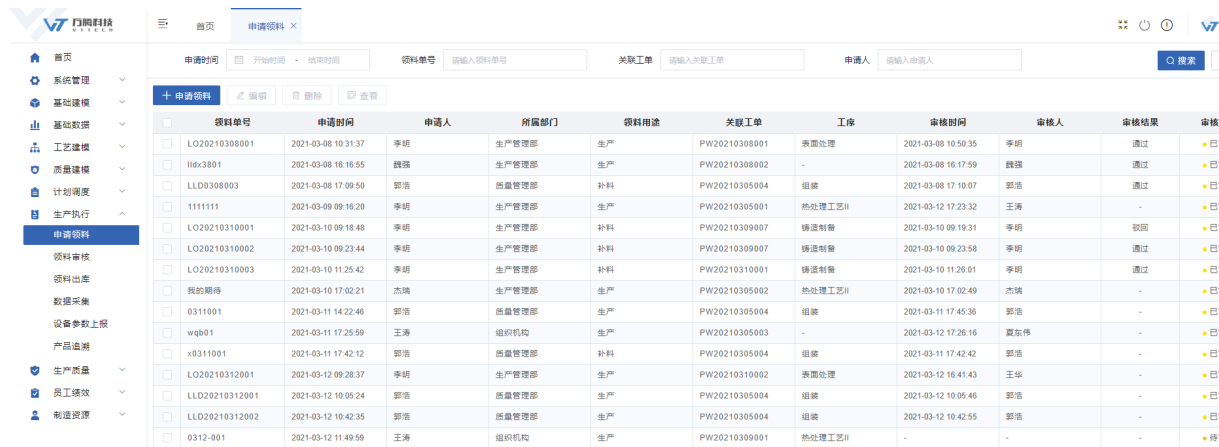 万腾科技
VTTECH
首页
申请领料 ×
首页
系统管理
基础建模
基础数据
工艺建模
质量建模
计划调度
生产执行
申请领料
领料审核
领料出库
数据采集
设备参数上报
产品追溯
生产质量
员工绩效
制造资源
申请时间 开始时间 - 结束时间 领料单号 请输入领料单号 关联工单 请输入关联工单 申请人 请输入申请人 搜索
+ 申请领料 编辑 删除 查看
领料单号 申请时间 申请人 所属部门 领料用途 关联工单 工序 审核时间 审核人 审核结果 审核
LO20210308001 2021-03-08 10:31:37 李明 生产管理部 生产 PW20210308001 表面处理 2021-03-08 10:50:35 李明 通过 已
lldx3801 2021-03-08 16:16:55 魏强 生产管理部 生产 PW20210308002 - 2021-03-08 16:17:59 魏强 通过 已
LLD0308003 2021-03-08 17:09:50 郭浩 质量管理部 补料 PW20210305004 组装 2021-03-08 17:10:07 郭浩 通过 已
1111111 2021-03-09 09:16:20 李明 生产管理部 生产 PW20210305001 热处理工艺II 2021-03-12 17:23:32 王涛 - 已
LO20210310001 2021-03-10 09:18:48 李明 生产管理部 补料 PW20210309007 铸造制备 2021-03-10 09:19:31 李明 驳回 已
LO20210310002 2021-03-10 09:23:44 李明 生产管理部 补料 PW20210309007 铸造制备 2021-03-10 09:23:58 李明 通过 已
LO20210310003 2021-03-10 11:25:42 李明 生产管理部 补料 PW20210310001 铸造制备 2021-03-10 11:26:01 李明 通过 已
我的期待 2021-03-10 17:02:21 杰瑞 生产管理部 生产 PW20210305002 热处理工艺II 2021-03-10 17:02:49 杰瑞 - 已
0311001 2021-03-11 14:22:46 郭浩 质量管理部 生产 PW20210305004 组装 2021-03-11 17:45:36 郭浩 - 已
wqb01 2021-03-11 17:25:59 王涛 组织机构 生产 PW20210305003 - 2021-03-12 17:26:16 夏东伟 - 已
x0311001 2021-03-11 17:42:12 郭浩 质量管理部 补料 PW20210305004 组装 2021-03-11 17:42:42 郭浩 - 已
LO20210312001 2021-03-12 09:28:37 李明 生产管理部 生产 PW20210310002 表面处理 2021-03-12 16:41:43 王华 - 已
LLD20210312001 2021-03-12 10:05:24 郭浩 质量管理部 生产 PW20210305004 组装 2021-03-12 10:05:46 郭浩 - 已
LLD20210312002 2021-03-12 10:42:35 郭浩 质量管理部 生产 PW20210305004 组装 2021-03-12 10:42:55 郭浩 - 已
0312-001 2021-03-12 11:49:59 王涛 组织机构 生产 PW20210309001 热处理工艺II - - - 待